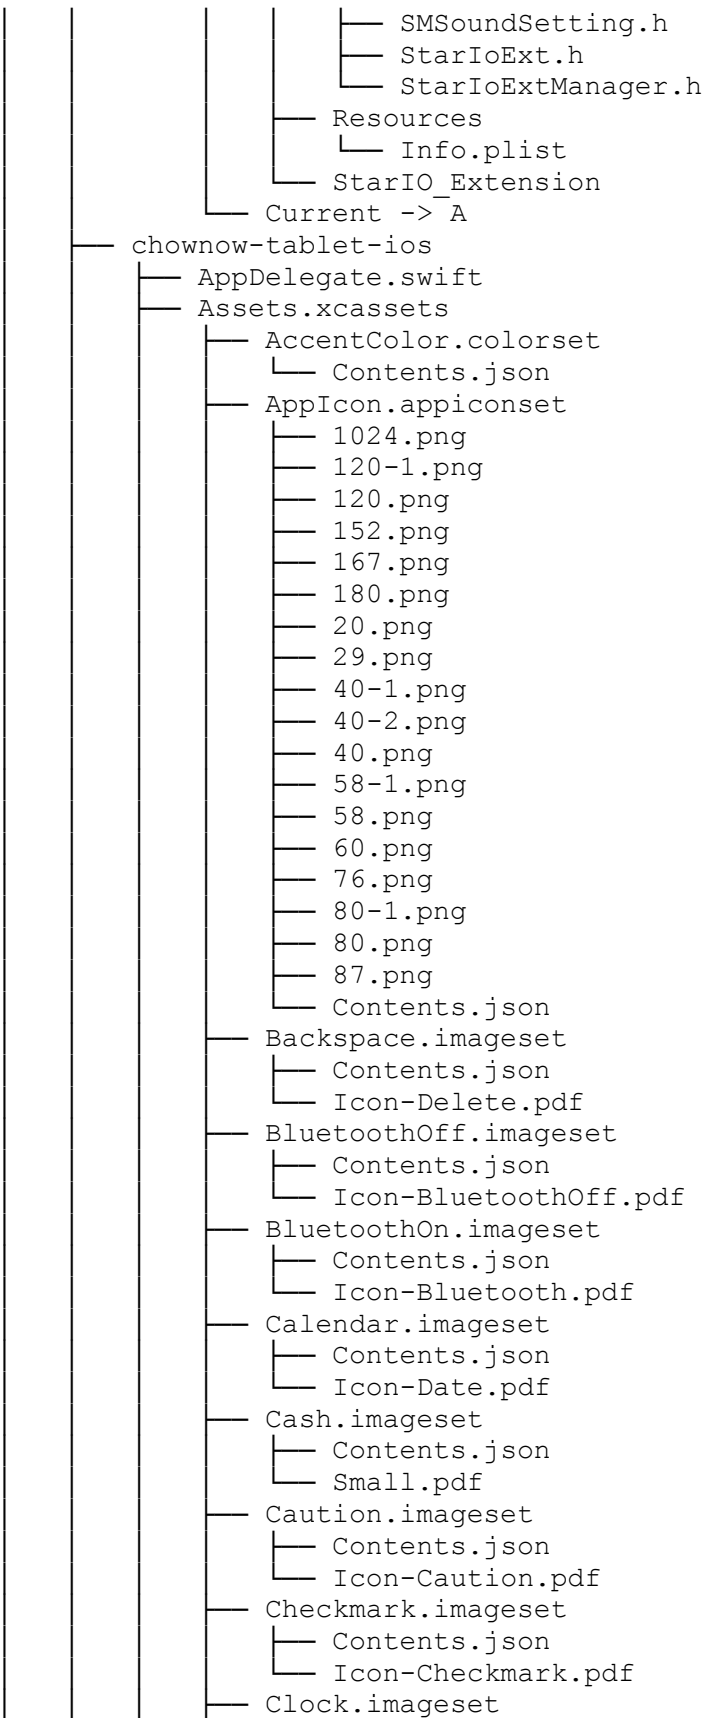 │   │       │   │   ├── SMSoundSetting.h
│   │       │   │   ├── StarIoExt.h
│   │       │   │   └── StarIoExtManager.h
│   │       │   ├── Resources
│   │       │   │   └── Info.plist
│   │       │   └── StarIO_Extension
│   │       └── Current -> A
│   ├── chownow-tablet-ios
│   │   ├── AppDelegate.swift
│   │   ├── Assets.xcassets
│   │   │   ├── AccentColor.colorset
│   │   │   │   └── Contents.json
│   │   │   ├── AppIcon.appiconset
│   │   │   │   ├── 1024.png
│   │   │   │   ├── 120-1.png
│   │   │   │   ├── 120.png
│   │   │   │   ├── 152.png
│   │   │   │   ├── 167.png
│   │   │   │   ├── 180.png
│   │   │   │   ├── 20.png
│   │   │   │   ├── 29.png
│   │   │   │   ├── 40-1.png
│   │   │   │   ├── 40-2.png
│   │   │   │   ├── 40.png
│   │   │   │   ├── 58-1.png
│   │   │   │   ├── 58.png
│   │   │   │   ├── 60.png
│   │   │   │   ├── 76.png
│   │   │   │   ├── 80-1.png
│   │   │   │   ├── 80.png
│   │   │   │   ├── 87.png
│   │   │   │   └── Contents.json
│   │   │   ├── Backspace.imageset
│   │   │   │   ├── Contents.json
│   │   │   │   └── Icon-Delete.pdf
│   │   │   ├── BluetoothOff.imageset
│   │   │   │   ├── Contents.json
│   │   │   │   └── Icon-BluetoothOff.pdf
│   │   │   ├── BluetoothOn.imageset
│   │   │   │   ├── Contents.json
│   │   │   │   └── Icon-Bluetooth.pdf
│   │   │   ├── Calendar.imageset
│   │   │   │   ├── Contents.json
│   │   │   │   └── Icon-Date.pdf
│   │   │   ├── Cash.imageset
│   │   │   │   ├── Contents.json
│   │   │   │   └── Small.pdf
│   │   │   ├── Caution.imageset
│   │   │   │   ├── Contents.json
│   │   │   │   └── Icon-Caution.pdf
│   │   │   ├── Checkmark.imageset
│   │   │   │   ├── Contents.json
│   │   │   │   └── Icon-Checkmark.pdf
│   │   │   ├── Clock.imageset